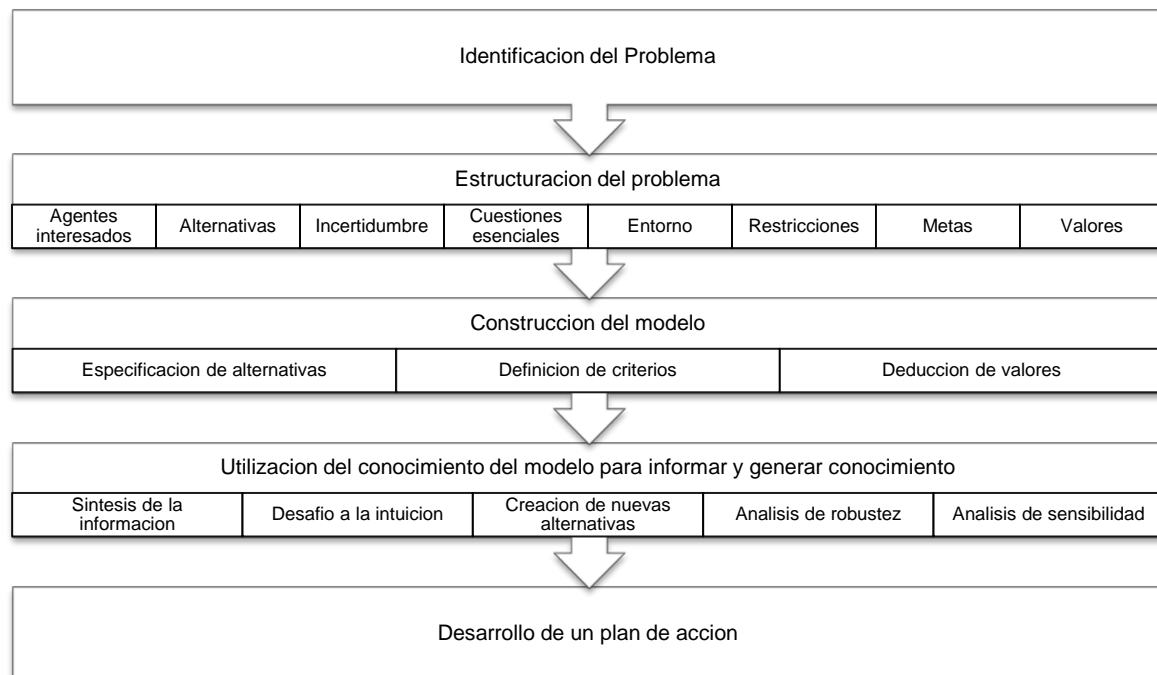 Identificacion del Problema
Estructuracion del problema
Agentes
interesados
Alternativas
Incertidumbre
Cuestiones
esenciales
Entorno
Restricciones
Metas
Valores
Construccion del modelo
Especificacion de alternativas
Definicion de criterios
Deduccion de valores
Utilizacion del conocimiento del modelo para informar y generar conocimiento
Sintesis de la
informacion
Desafio a la intuicion
Creacion de nuevas
alternativas
Analisis de robustez
Analisis de sensibilidad
Desarrollo de un plan de accion